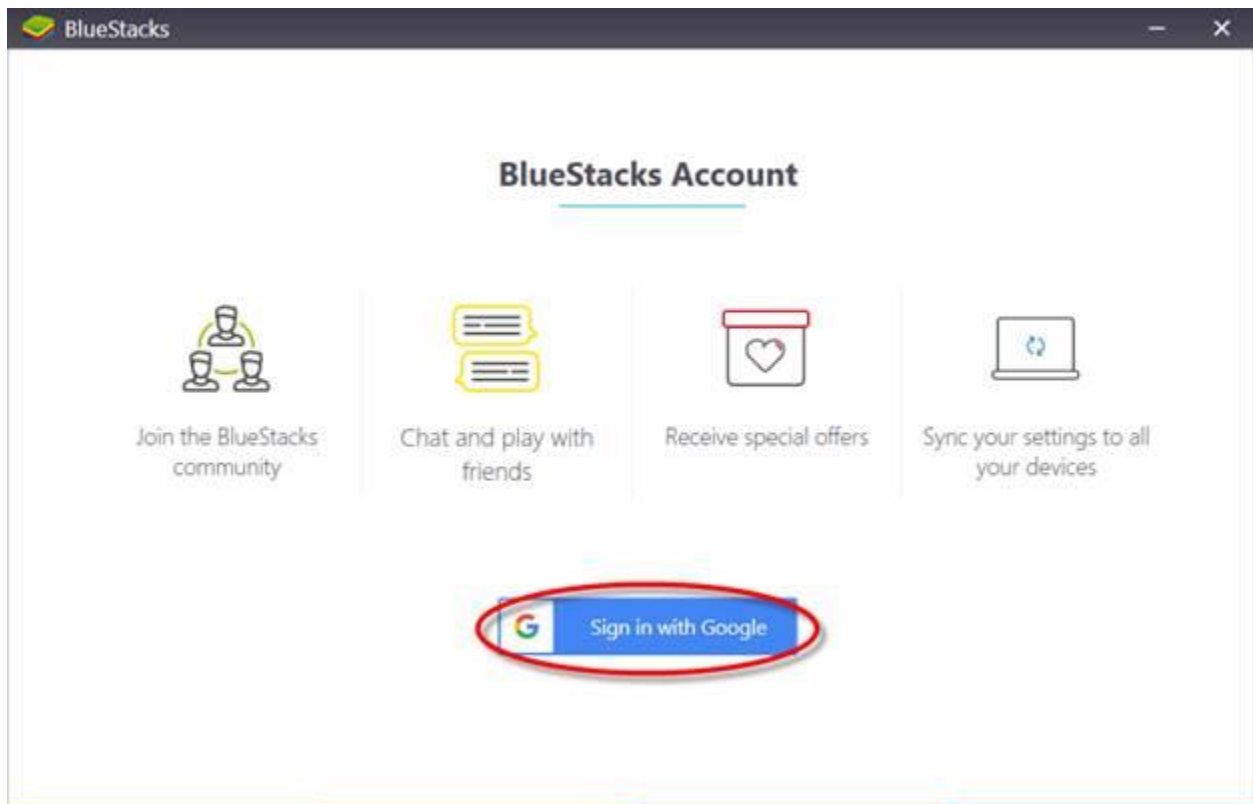 BlueStacks
BlueStacks Account
Join the BlueStacks
community
Chat and play with
friends
Receive special offers
Sync your settings to all
your devices
G Sign in with Google